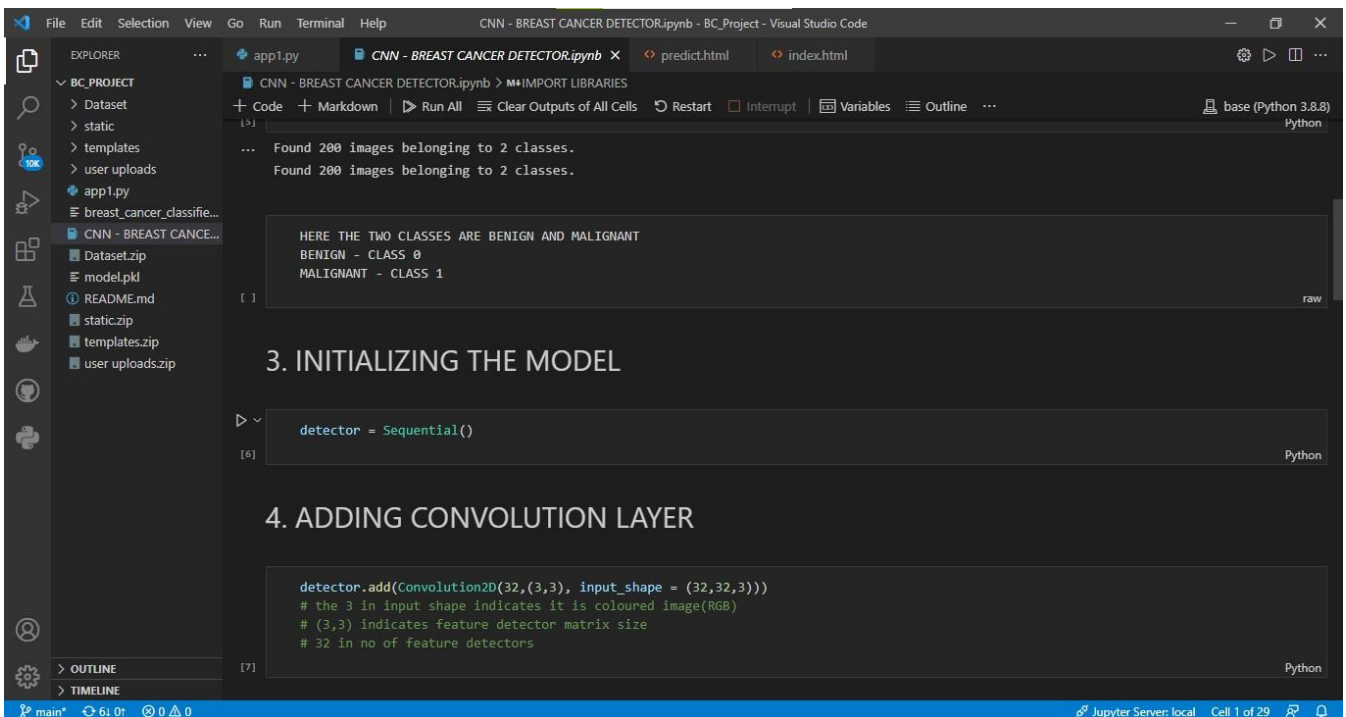 File Edit Selection View Go Run Terminal Help CNN - BREAST CANCER DETECTOR.ipynb - BC_Project - Visual Studio Code
EXPLORER ...
app1.py CNN - BREAST CANCER DETECTOR.ipynb predict.html index.html
BC_PROJECT
Dataset
static
templates
user uploads
app1.py
breast_cancer_classifie...
CNN - BREAST CANCE...
Dataset.zip
model.pkl
README.md
static.zip
templates.zip
user uploads.zip
OUTLINE
TIMELINE
10K
CNN - BREAST CANCER DETECTOR.ipynb > M↓IMPORT LIBRARIES
+ Code + Markdown | Run All Clear Outputs of All Cells Restart Interrupt | Variables Outline ... base (Python 3.8.8)
[5] Python
... Found 200 images belonging to 2 classes.
Found 200 images belonging to 2 classes.
HERE THE TWO CLASSES ARE BENIGN AND MALIGNANT
BENIGN - CLASS 0
MALIGNANT - CLASS 1
[ ] raw
3. INITIALIZING THE MODEL
detector = Sequential()
[6] Python
4. ADDING CONVOLUTION LAYER
detector.add(Convolution2D(32,(3,3), input_shape = (32,32,3)))
# the 3 in input shape indicates it is coloured image(RGB)
# (3,3) indicates feature detector matrix size
# 32 in no of feature detectors
[7] Python
main* 6↓ 0↑ 0 0 Jupyter Server: local Cell 1 of 29